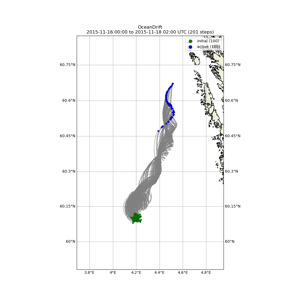 OceanDrift
2015-11-16 00:00 to 2015-11-18 02:00 UTC (201 steps)
initial (100)
Active (100)
60.75°N
60.75°N
60.6°N
60.6°N
60.45°N
60.45°N
60.3°N
60.3°N
60.15°N
60.15°N
60°N
60°N
3.8°E
4°E
4.2°E
4.4°E
4.6°E
4.8°E